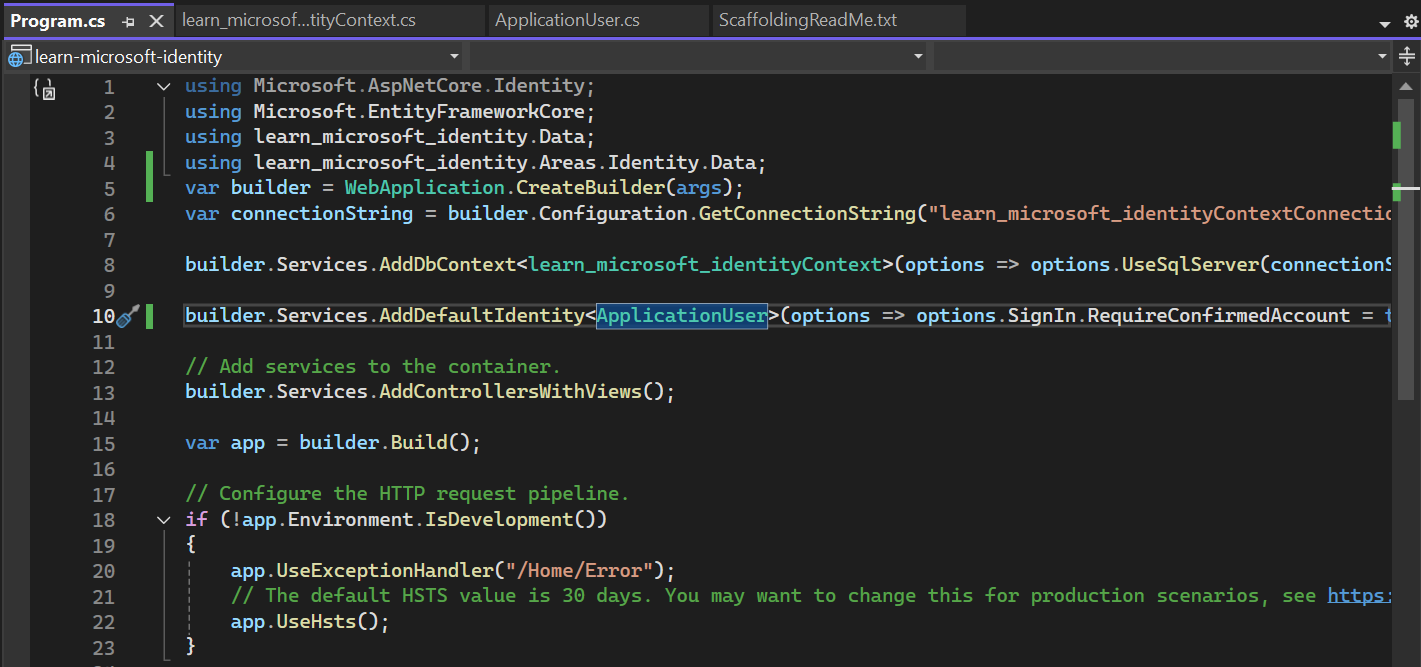 Program.cs
learn_microsof...tityContext.cs
ApplicationUser.cs
ScaffoldingReadMe.txt
learn-microsoft-identity
1 using Microsoft.AspNetCore.Identity;
2 using Microsoft.EntityFrameworkCore;
3 using learn_microsoft_identity.Data;
4 using learn_microsoft_identity.Areas.Identity.Data;
5 var builder = WebApplication.CreateBuilder(args);
6 var connectionString = builder.Configuration.GetConnectionString("learn_microsoft_identityContextConnectio
7
8 builder.Services.AddDbContext<learn_microsoft_identityContext>(options => options.UseSqlServer(connectionS
9
10 builder.Services.AddDefaultIdentity<ApplicationUser>(options => options.SignIn.RequireConfirmedAccount = t
11
12 // Add services to the container.
13 builder.Services.AddControllersWithViews();
14
15 var app = builder.Build();
16
17 // Configure the HTTP request pipeline.
18 if (!app.Environment.IsDevelopment())
19 {
20 app.UseExceptionHandler("/Home/Error");
21 // The default HSTS value is 30 days. You may want to change this for production scenarios, see https:
22 app.UseHsts();
23 }